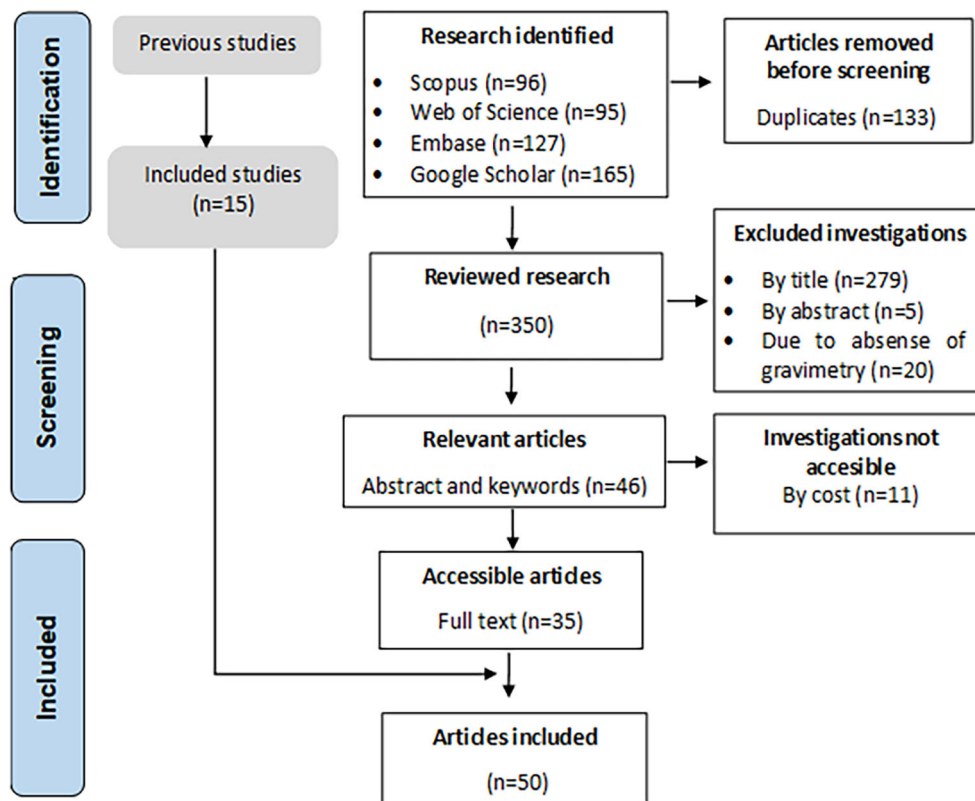 Identification
Previous studies
Included studies
(n=15)
Research identified
• Scopus (n=96)
• Web of Science (n=95)
• Embase (n=127)
• Google Scholar (n=165)
Articles removed
before screening
Duplicates (n=133)
Screening
Reviewed research
(n=350)
Excluded investigations
• By title (n=279)
• By abstract (n=5)
• Due to absense of
gravimetry (n=20)
Relevant articles
Abstract and keywords (n=46)
Investigations not
accesible
By cost (n=11)
Included
Accessible articles
Full text (n=35)
Articles included
(n=50)